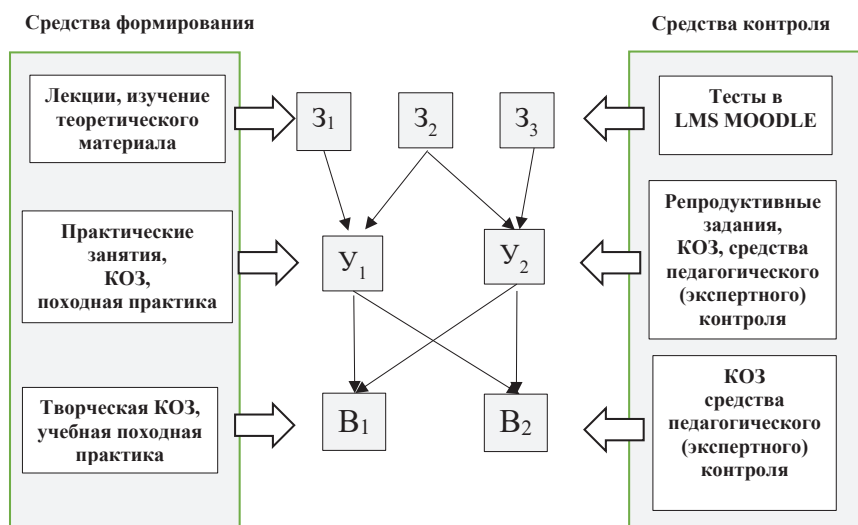 Средства формирования
Средства контроля
Лекции, изучение
теоретического
материала
З1
З2
З3
Тесты в
LMS MOODLE
Практические
занятия,
КОЗ,
походная практика
У1
У2
Репродуктивные
задания,
КОЗ, средства
педагогического
(экспертного)
контроля
Творческая КОЗ,
учебная походная
практика
В1
В2
КОЗ
средства
педагогического
(экспертного)
контроля